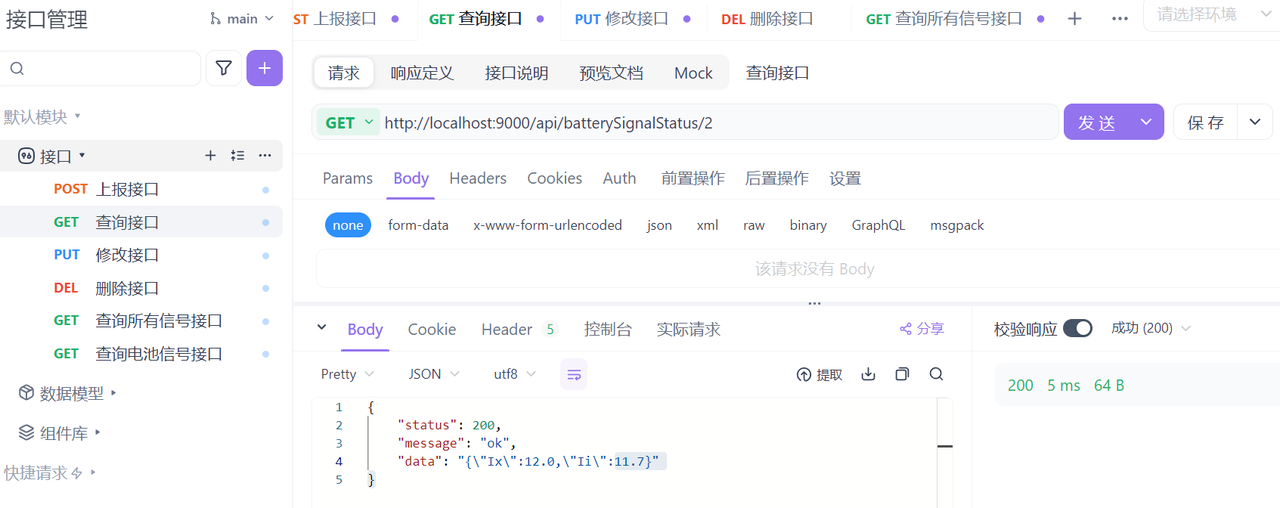 接口管理
main
ST 上报接口
GET 查询接口
PUT 修改接口
DEL 删除接口
GET 查询所有信号接口
请选择环境
请求
响应定义
接口说明
预览文档
Mock
查询接口
默认模块
GET
http://localhost:9000/api/batterySignalStatus/2
发 送
保 存
接口
POST 上报接口
GET 查询接口
PUT 修改接口
DEL 删除接口
GET 查询所有信号接口
GET 查询电池信号接口
数据模型
组件库
快捷请求
Params
Body
Headers
Cookies
Auth
前置操作
后置操作
设置
none
form-data
x-www-form-urlencoded
json
xml
raw
binary
GraphQL
msgpack
该请求没有 Body
Body
Cookie
Header 5
控制台
实际请求
分享
Pretty
JSON
utf8
提取
1 {
2 "status": 200,
3 "message": "ok",
4 "data": "{\"Ix\":12.0,\"Ii\":11.7}"
5 }
校验响应
成功 (200)
200 5 ms 64 B